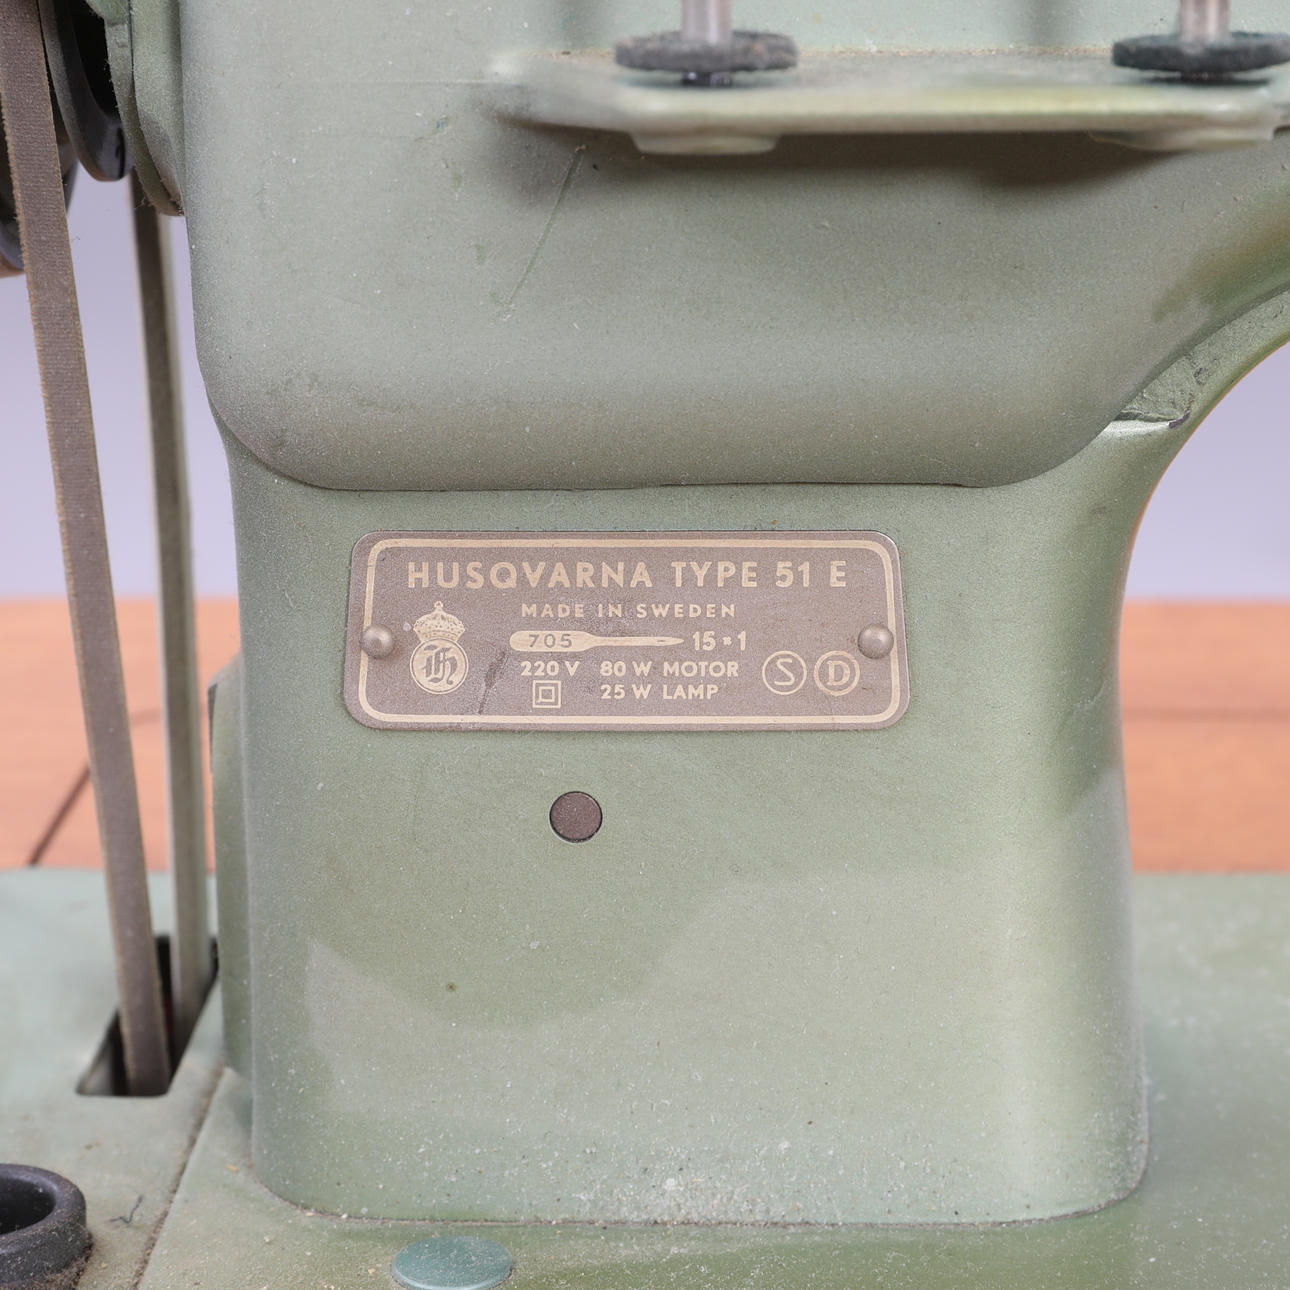 HUSQVARNA TYPE 51 E
MADE IN SWEDEN
705 15×1
H
220 V 80 W MOTOR S D
25 W LAMP